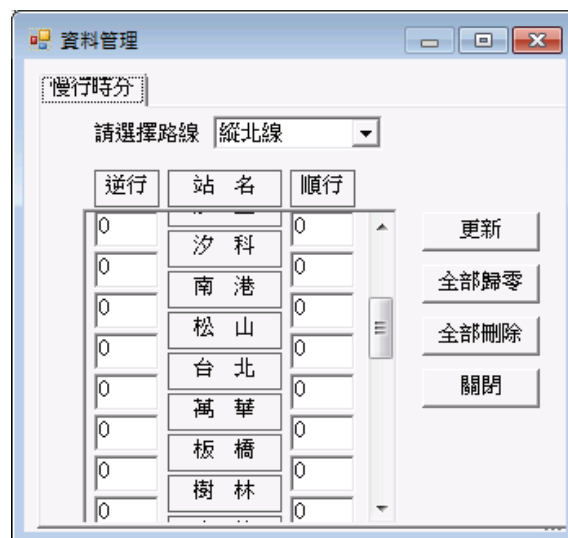 資料管理
慢行時分
請選擇路線 縱北線
逆行 站 名 順行
0 0
汐 科
0 0
南 港
0 0
松 山
0 0
台 北
0 0
萬 華
0 0
板 橋
0 0
樹 林
0 0
更新
全部歸零
全部刪除
關閉